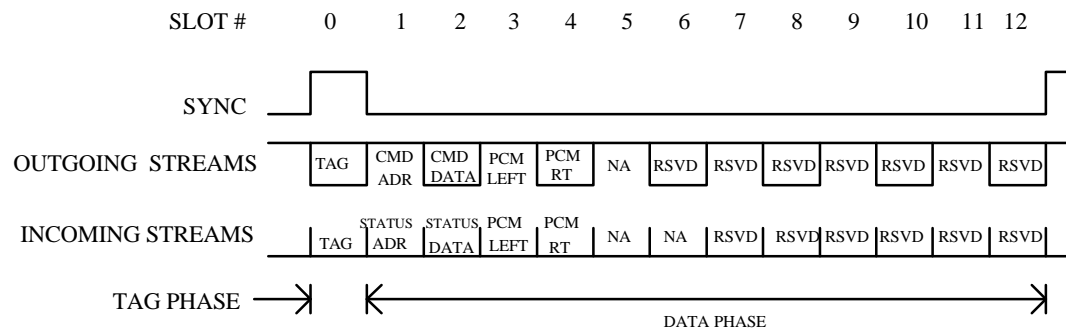 SLOT # 0 1 2 3 4 5 6 7 8 9 10 11 12
SYNC
OUTGOING STREAMS TAG CMD ADR CMD DATA PCM LEFT PCM RT NA RSVD RSVD RSVD RSVD RSVD RSVD RSVD
INCOMING STREAMS TAG STATUS ADR STATUS DATA PCM LEFT PCM RT NA NA RSVD RSVD RSVD RSVD RSVD RSVD
TAG PHASE
DATA PHASE